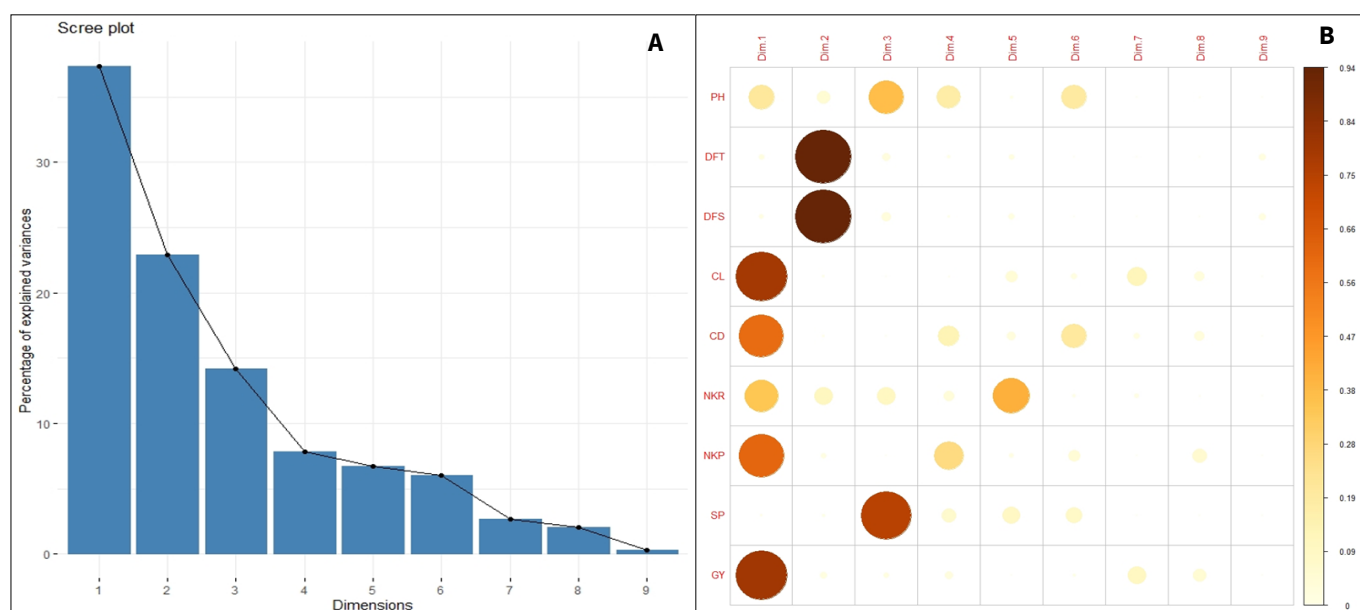 Scree plot
A
Percentage of explained variances
30
20
10
0
1 2 3 4 5 6 7 8 9
Dimensions
B
Dim.1 Dim.2 Dim.3 Dim.4 Dim.5 Dim.6 Dim.7 Dim.8 Dim.9
PH
DFT
DFS
CL
CD
NKR
NKP
SP
GY
0.94
0.84
0.75
0.66
0.56
0.47
0.38
0.28
0.19
0.09
0